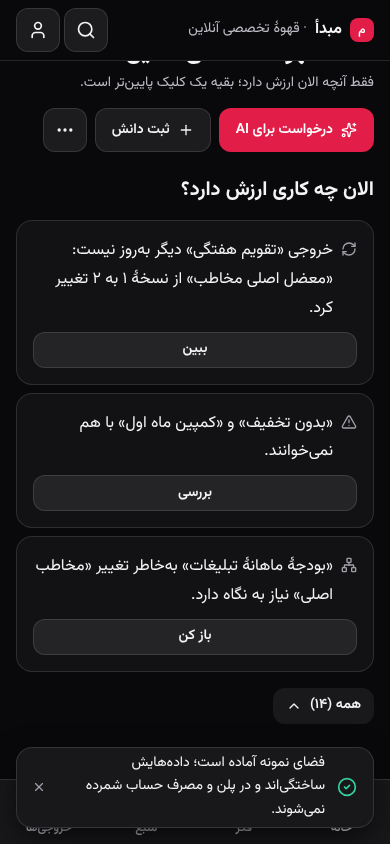 م مبدأ · قهوهٔ تخصصی آنلاین
فقط آنچه الان ارزش دارد؛ بقیه یک کلیک پایین‌تر است.
درخواست برای AI
ثبت دانش
الان چه کاری ارزش دارد؟
خروجی «تقویم هفتگی» دیگر به‌روز نیست:
«معضل اصلی مخاطب» از نسخهٔ ۱ به ۲ تغییر
کرد.
ببین
«بدون تخفیف» و «کمپین ماه اول» با هم
نمی‌خوانند.
بررسی
«بودجهٔ ماهانهٔ تبلیغات» به‌خاطر تغییر «مخاطب
اصلی» نیاز به نگاه دارد.
باز کن
همه (۱۴)
فضای نمونه آماده است؛ داده‌هایش
ساختگی‌اند و در پلن و مصرف حساب شمرده
نمی‌شوند.